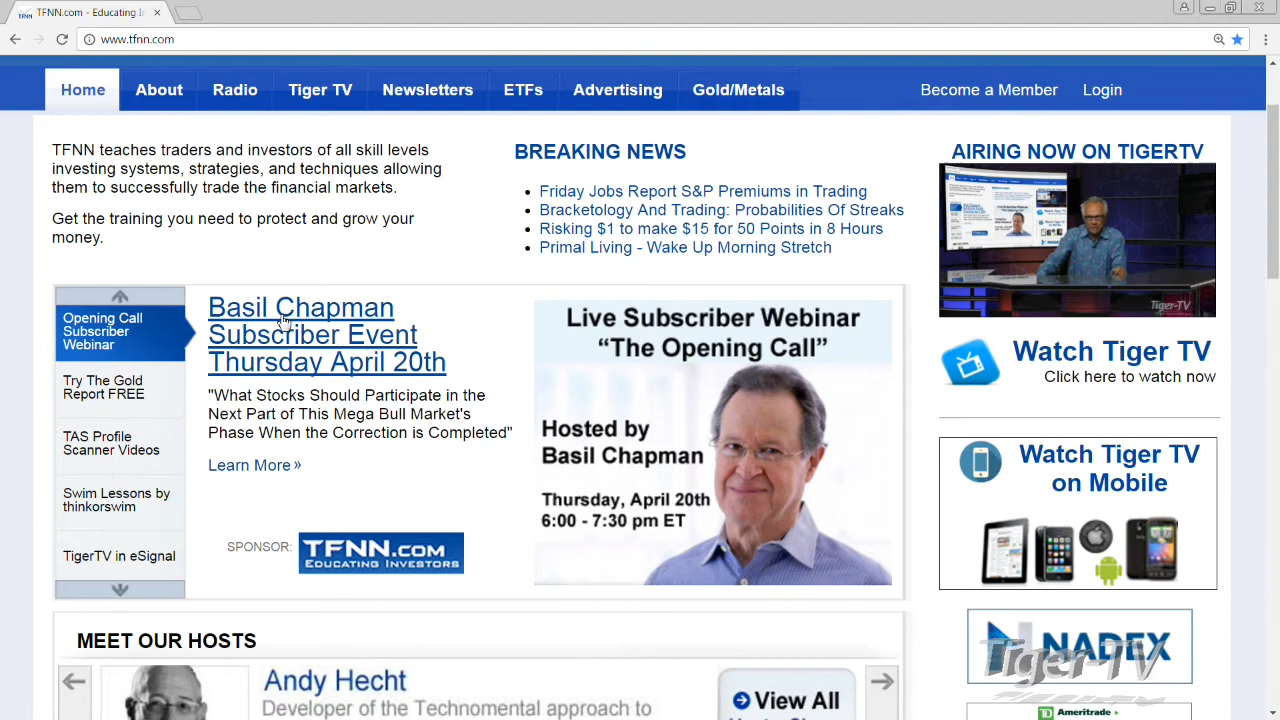 TFNN.com - Educating In
www.tfnn.com
Home
About
Radio
Tiger TV
Newsletters
ETFs
Advertising
Gold/Metals
Become a Member
Login
TFNN teaches traders and investors of all skill levels
investing systems, strategies, and techniques allowing
them to successfully trade the financial markets.
Get the training you need to protect and grow your
money.
BREAKING NEWS
Friday Jobs Report S&P Premiums in Trading
Bracketology And Trading: Probabilities Of Streaks
Risking $1 to make $15 for 50 Points in 8 Hours
Primal Living - Wake Up Morning Stretch
AIRING NOW ON TIGERTV
Tiger-TV
Opening Call
Subscriber
Webinar
Try The Gold
Report FREE
TAS Profile
Scanner Videos
Swim Lessons by
thinkorswim
TigerTV in eSignal
Basil Chapman
Subscriber Event
Thursday April 20th
"What Stocks Should Participate in the
Next Part of This Mega Bull Market's
Phase When the Correction is Completed"
Learn More »
SPONSOR:
TFNN.COM
EDUCATING INVESTORS
Live Subscriber Webinar
“The Opening Call”
Hosted by
Basil Chapman
Thursday, April 20th
6:00 - 7:30 pm ET
Watch Tiger TV
Click here to watch now
Watch Tiger TV
on Mobile
NADEX
Tiger-TV
TD Ameritrade
MEET OUR HOSTS
Andy Hecht
Developer of the Technomental approach to
View All